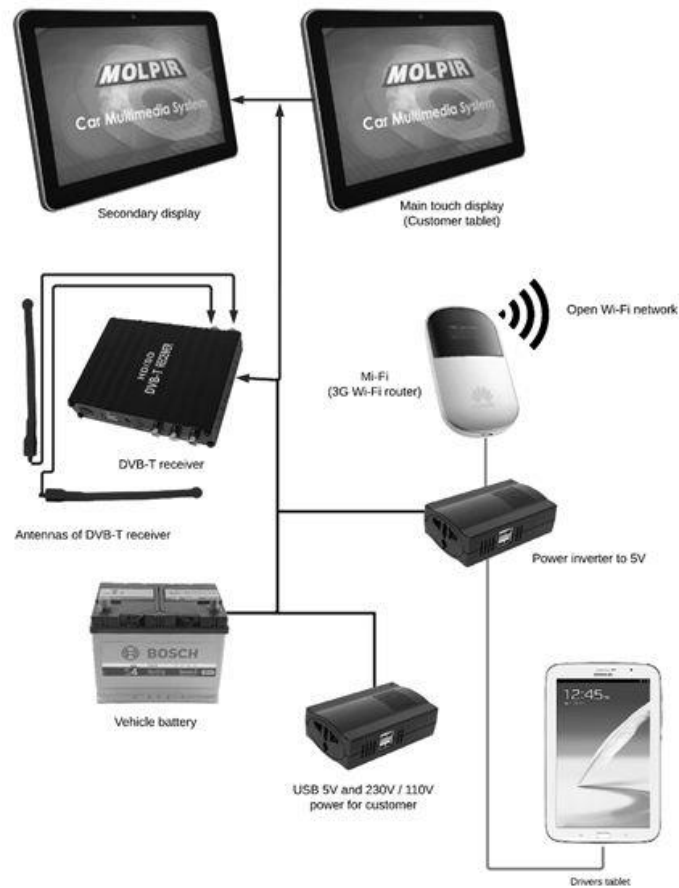 MOLPIR
Car Multimedia System
MOLPIR
Car Multimedia System
Secondary display
Main touch display
(Customer tablet)
Open Wi-Fi network
HD/SD
DVB-T RECEIVER
Mi-Fi
(3G Wi-Fi router)
DVB-T receiver
Antennas of DVB-T receiver
Power inverter to 5V
BOSCH
Vehicle battery
12:45
USB 5V and 230V / 110V
power for customer
Drivers tablet